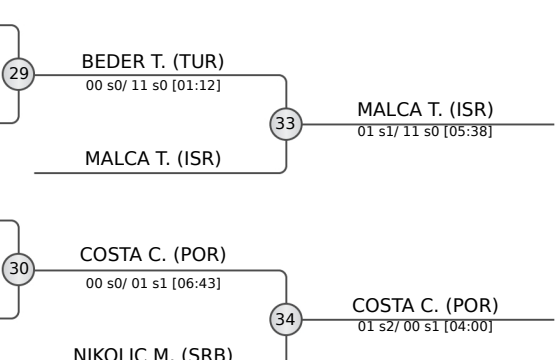 BEDER T. (TUR)
29
00 s0/ 11 s0 [01:12]
MALCA T. (ISR)
33
01 s1/ 11 s0 [05:38]
MALCA T. (ISR)
COSTA C. (POR)
30
00 s0/ 01 s1 [06:43]
COSTA C. (POR)
34
01 s2/ 00 s1 [04:00]
NIKOLIC M. (SRB)